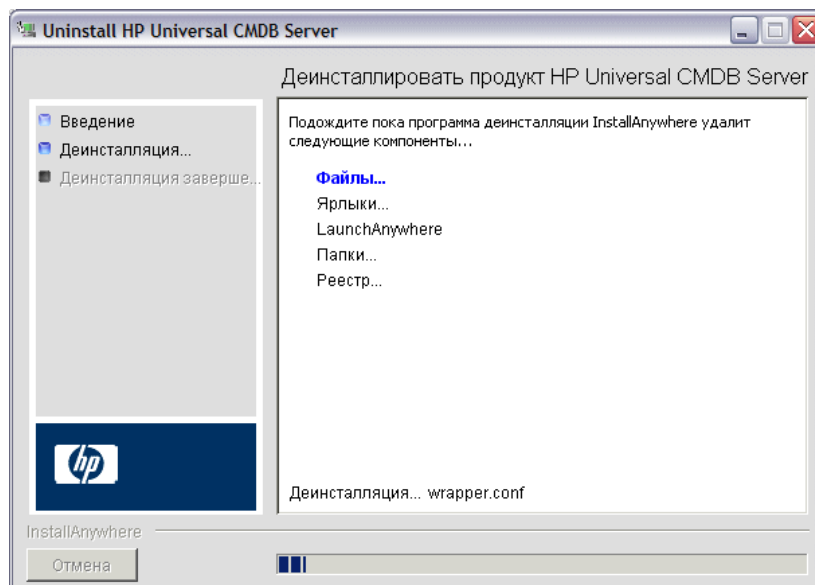 Uninstall HP Universal CMDB Server
Деинсталлировать продукт HP Universal CMDB Server
Введение
Деинсталляция...
Деинсталляция заверше...
Подождите пока программа деинсталляции InstallAnywhere удалит
следующие компоненты...
Файлы...
Ярлыки...
LaunchAnywhere
Папки...
Реестр...
hp
Деинсталляция... wrapper.conf
InstallAnywhere
Отмена